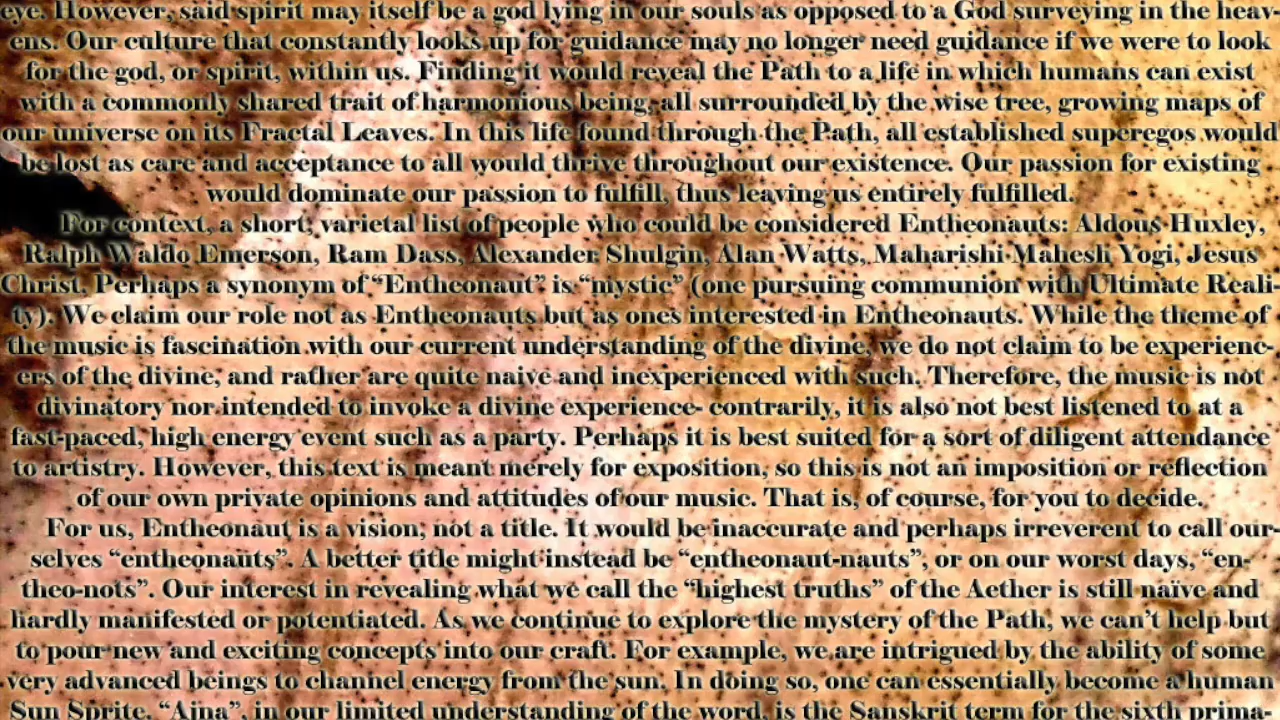 eye. However, said spirit may itself be a god lying in our souls as opposed to a God surveying in the heav-
ens. Our culture that constantly looks up for guidance may no longer need guidance if we were to look
for the god, or spirit, within us. Finding it would reveal the Path to a life in which humans can exist
with a commonly shared trait of harmonious being, all surrounded by the wise tree, growing maps of
our universe on its Fractal Leaves. In this life found through the Path, all established superegos would
be lost as care and acceptance to all would thrive throughout our existence. Our passion for existing
would dominate our passion to fulfill, thus leaving us entirely fulfilled.
For context, a short, varietal list of people who could be considered Entheonauts: Aldous Huxley,
Ralph Waldo Emerson, Ram Dass, Alexander Shulgin, Alan Watts, Maharishi Mahesh Yogi, Jesus
Christ. Perhaps a synonym of “Entheonaut” is “mystic” (one pursuing communion with Ultimate Reali-
ty). We claim our role not as Entheonauts but as ones interested in Entheonauts. While the theme of
the music is fascination with our current understanding of the divine, we do not claim to be experienc-
ers of the divine, and rather are quite naive and inexperienced with such. Therefore, the music is not
divinatory nor intended to invoke a divine experience- contrarily, it is also not best listened to at a
fast-paced, high energy event such as a party. Perhaps it is best suited for a sort of diligent attendance
to artistry. However, this text is meant merely for exposition, so this is not an imposition or reflection
of our own private opinions and attitudes of our music. That is, of course, for you to decide.
For us, Entheonaut is a vision, not a title. It would be inaccurate and perhaps irreverent to call our-
selves “entheonauts”. A better title might instead be “entheonaut-nauts”, or on our worst days, “en-
theo-nots”. Our interest in revealing what we call the “highest truths” of the Aether is still naïve and
hardly manifested or potentiated. As we continue to explore the mystery of the Path, we can’t help but
to pour new and exciting concepts into our craft. For example, we are intrigued by the ability of some
very advanced beings to channel energy from the sun. In doing so, one can essentially become a human
Sun Sprite. “Ajna”, in our limited understanding of the word, is the Sanskrit term for the sixth prima-